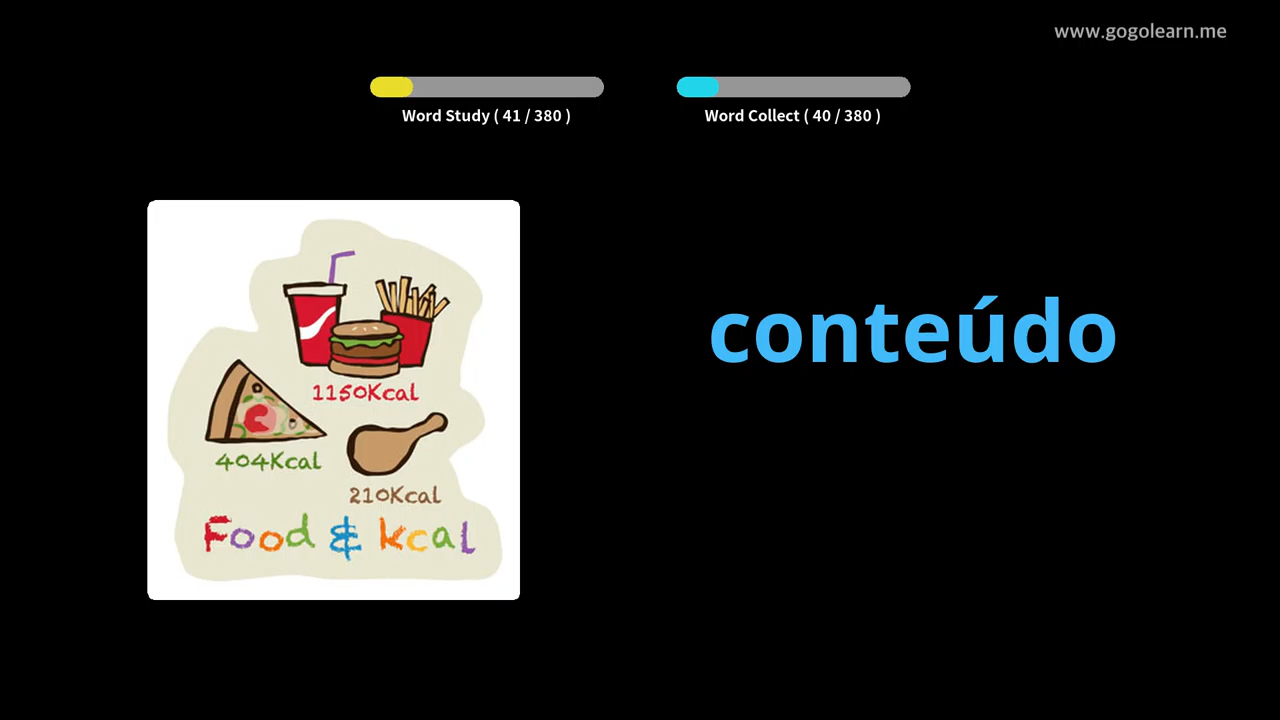 www.gogolearn.me
Word Study ( 41 / 380 )
Word Collect ( 40 / 380 )
1150Kcal
404Kcal
210Kcal
Food & kcal
conteúdo